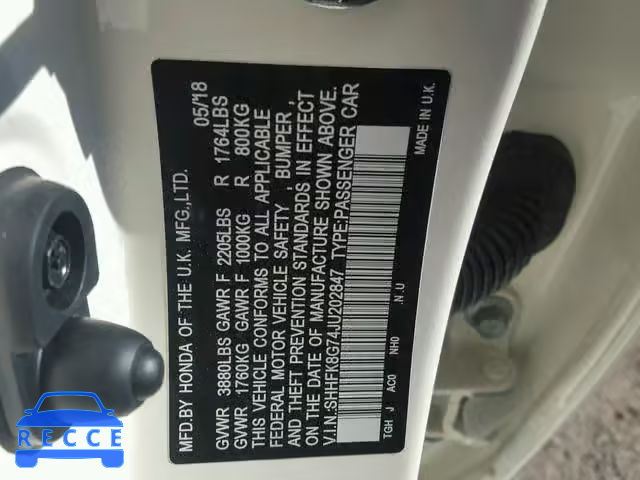 MFD.BY HONDA OF THE U.K. MFG.,LTD. 05/18
GVWR 3880LBS GAWR F 2205LBS R 1764LBS
GVWR 1760KG GAWR F 1000KG R 800KG
THIS VEHICLE CONFORMS TO ALL APPLICABLE
FEDERAL MOTOR VEHICLE SAFETY , BUMPER ,
AND THEFT PREVENTION STANDARDS IN EFFECT
ON THE DATE OF MANUFACTURE SHOWN ABOVE.
V.I.N.:SHHFK8G74JU202847 TYPE:PASSENGER CAR
TGH J AC0 NH0 N.U MADE IN U.K.
BID.CARS
RECCE